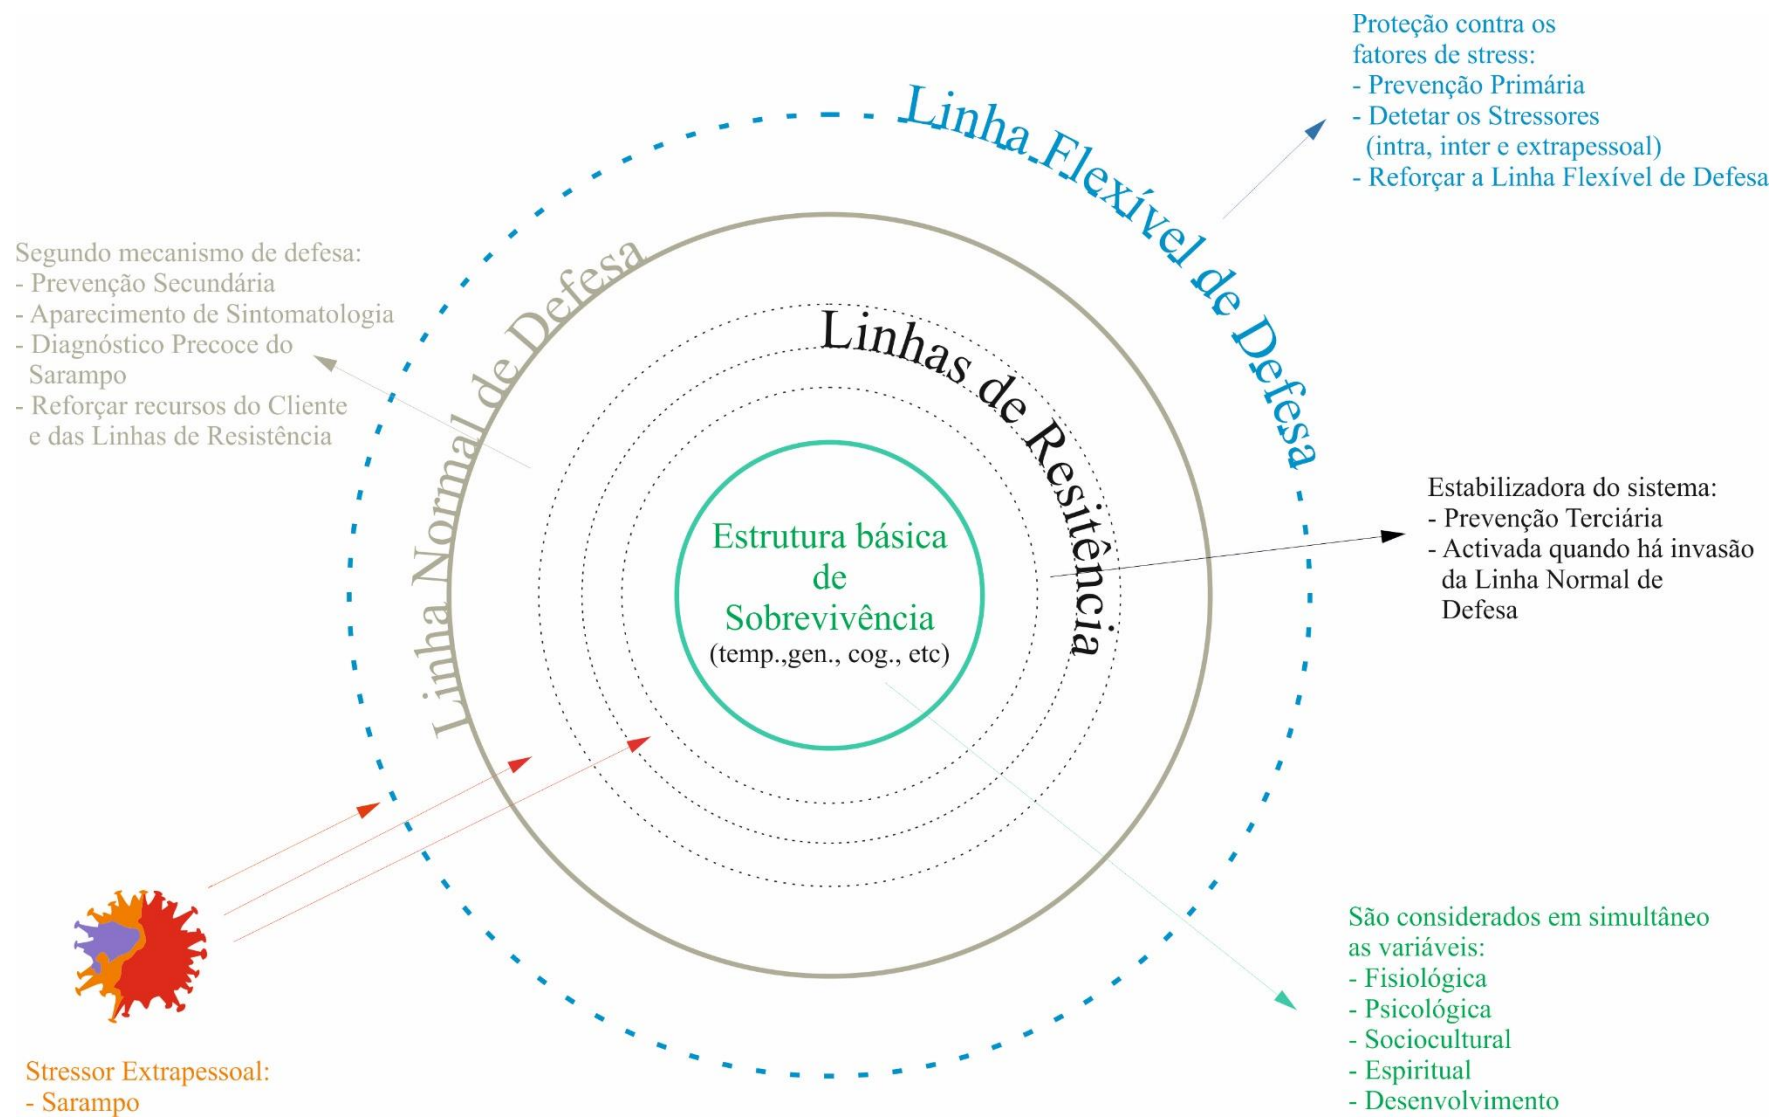 Proteção contra os
fatores de stress:
- Prevenção Primária
- Detetar os Stressores
(intra, inter e extrapessoal)
- Reforçar a Linha Flexível de Defesa
Linha Flexível de Defesa
Segundo mecanismo de defesa:
- Prevenção Secundária
- Aparecimento de Sintomatologia
- Diagnóstico Precoce do
Sarampo
- Reforçar recursos do Cliente
e das Linhas de Resistência
Linha Normal de Defesa
Linhas de Resitência
Estrutura básica
de
Sobrevivência
(temp.,gen., cog., etc)
Estabilizadora do sistema:
- Prevenção Terciária
- Activada quando há invasão
da Linha Normal de
Defesa
São considerados em simultâneo
as variáveis:
- Fisiológica
- Psicológica
- Sociocultural
- Espiritual
- Desenvolvimento
Stressor Extrapessoal:
- Sarampo